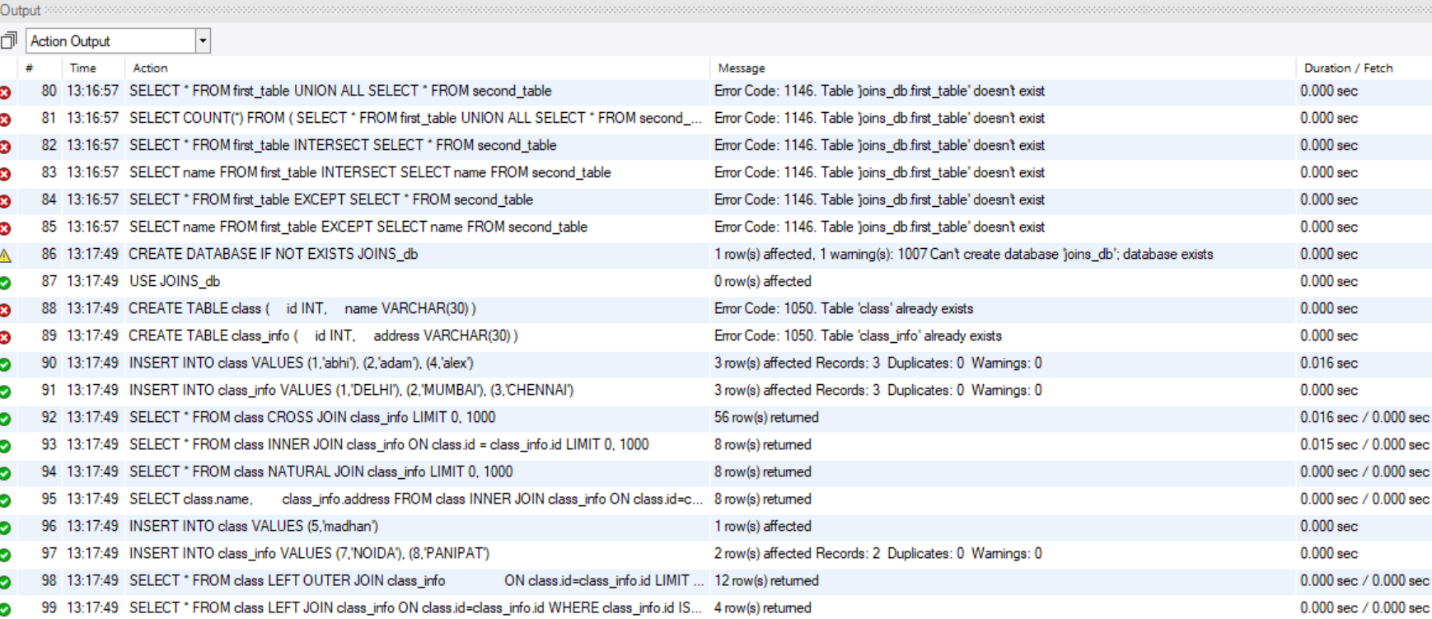 Output
Action Output
# Time Action Message Duration / Fetch
80 13:16:57 SELECT * FROM first_table UNION ALL SELECT * FROM second_table Error Code: 1146. Table 'joins_db.first_table' doesn't exist 0.000 sec
81 13:16:57 SELECT COUNT(*) FROM ( SELECT * FROM first_table UNION ALL SELECT * FROM second_... Error Code: 1146. Table 'joins_db.first_table' doesn't exist 0.000 sec
82 13:16:57 SELECT * FROM first_table INTERSECT SELECT * FROM second_table Error Code: 1146. Table 'joins_db.first_table' doesn't exist 0.000 sec
83 13:16:57 SELECT name FROM first_table INTERSECT SELECT name FROM second_table Error Code: 1146. Table 'joins_db.first_table' doesn't exist 0.000 sec
84 13:16:57 SELECT * FROM first_table EXCEPT SELECT * FROM second_table Error Code: 1146. Table 'joins_db.first_table' doesn't exist 0.000 sec
85 13:16:57 SELECT name FROM first_table EXCEPT SELECT name FROM second_table Error Code: 1146. Table 'joins_db.first_table' doesn't exist 0.000 sec
86 13:17:49 CREATE DATABASE IF NOT EXISTS JOINS_db 1 row(s) affected, 1 warning(s): 1007 Can't create database 'joins_db'; database exists 0.000 sec
87 13:17:49 USE JOINS_db 0 row(s) affected 0.000 sec
88 13:17:49 CREATE TABLE class ( id INT, name VARCHAR(30) ) Error Code: 1050. Table 'class' already exists 0.000 sec
89 13:17:49 CREATE TABLE class_info ( id INT, address VARCHAR(30) ) Error Code: 1050. Table 'class_info' already exists 0.000 sec
90 13:17:49 INSERT INTO class VALUES (1,'abhi'), (2,'adam'), (4,'alex') 3 row(s) affected Records: 3 Duplicates: 0 Warnings: 0 0.016 sec
91 13:17:49 INSERT INTO class_info VALUES (1,'DELHI'), (2,'MUMBAI'), (3,'CHENNAI') 3 row(s) affected Records: 3 Duplicates: 0 Warnings: 0 0.000 sec
92 13:17:49 SELECT * FROM class CROSS JOIN class_info LIMIT 0, 1000 56 row(s) returned 0.016 sec / 0.000 sec
93 13:17:49 SELECT * FROM class INNER JOIN class_info ON class.id = class_info.id LIMIT 0, 1000 8 row(s) returned 0.015 sec / 0.000 sec
94 13:17:49 SELECT * FROM class NATURAL JOIN class_info LIMIT 0, 1000 8 row(s) returned 0.000 sec / 0.000 sec
95 13:17:49 SELECT class.name, class_info.address FROM class INNER JOIN class_info ON class.id=c... 8 row(s) returned 0.000 sec / 0.000 sec
96 13:17:49 INSERT INTO class VALUES (5,'madhan') 1 row(s) affected 0.000 sec
97 13:17:49 INSERT INTO class_info VALUES (7,'NOIDA'), (8,'PANIPAT') 2 row(s) affected Records: 2 Duplicates: 0 Warnings: 0 0.000 sec
98 13:17:49 SELECT * FROM class LEFT OUTER JOIN class_info ON class.id=class_info.id LIMIT ... 12 row(s) returned 0.000 sec / 0.000 sec
99 13:17:49 SELECT * FROM class LEFT JOIN class_info ON class.id=class_info.id WHERE class_info.id IS... 4 row(s) returned 0.000 sec / 0.000 sec